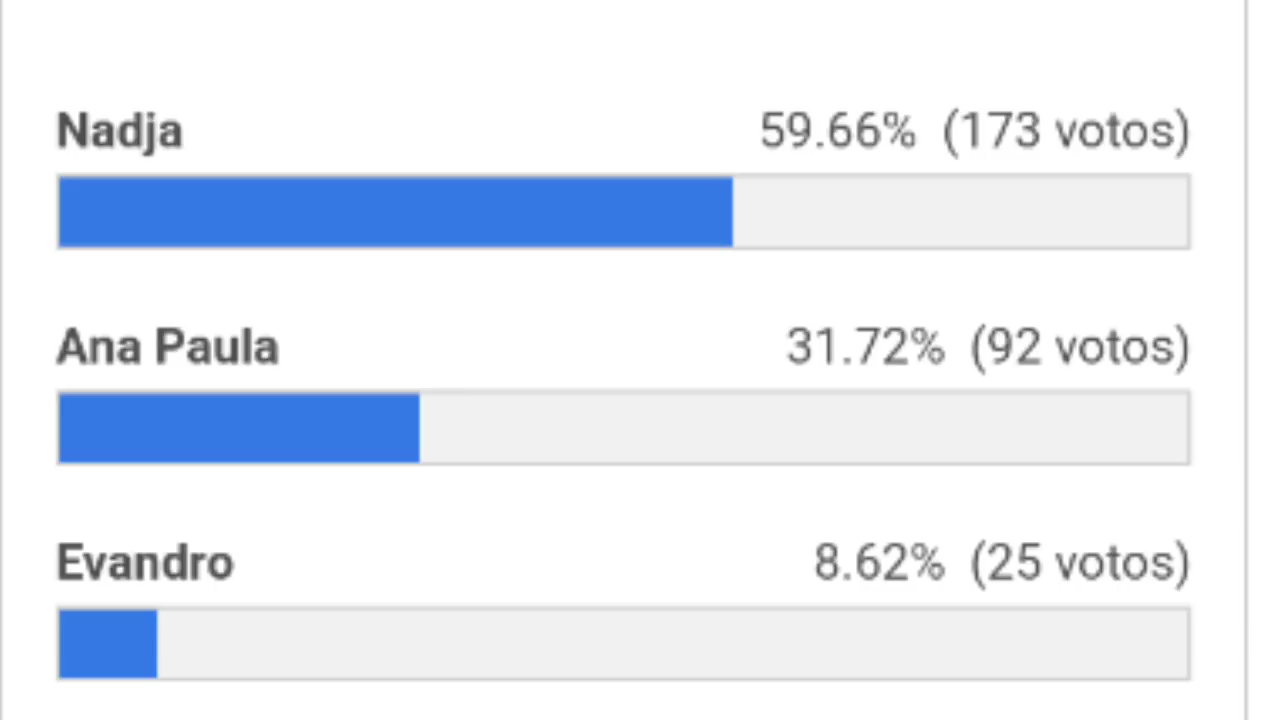 Nadja 59.66% (173 votos)
Ana Paula 31.72% (92 votos)
Evandro 8.62% (25 votos)